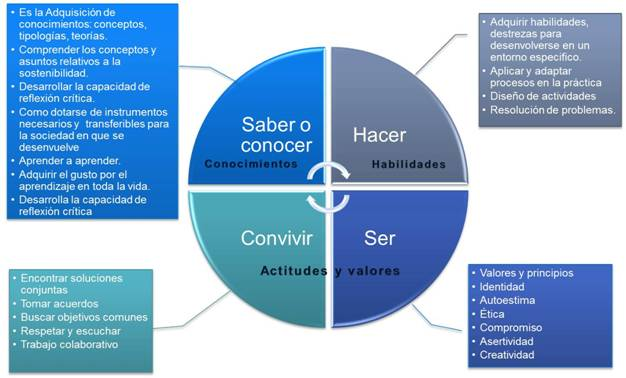 • Es la Adquisición de
conocimientos: conceptos,
tipologías, teorías.
• Comprender los conceptos y
asuntos relativos a la
sostenibilidad.
• Desarrollar la capacidad de
reflexión crítica.
• Como dotarse de instrumentos
necesarios y transferibles para
la sociedad en que se
desenvuelve
• Aprender a aprender.
• Adquirir el gusto por el
aprendizaje en toda la vida.
• Desarrolla la capacidad de
reflexión crítica
• Adquirir habilidades,
destrezas para
desenvolverse en un
entorno especifico.
• Aplicar y adaptar
procesos en la práctica
• Diseño de actividades
• Resolución de problemas.
Saber o
conocer
Conocimientos
Hacer
Habilidades
Convivir
Ser
Actitudes y valores
• Encontrar soluciones
conjuntas
• Tomar acuerdos
• Buscar objetivos comunes
• Respetar y escuchar
• Trabajo colaborativo
• Valores y principios
• Identidad
• Autoestima
• Ética
• Compromiso
• Asertividad
• Creatividad